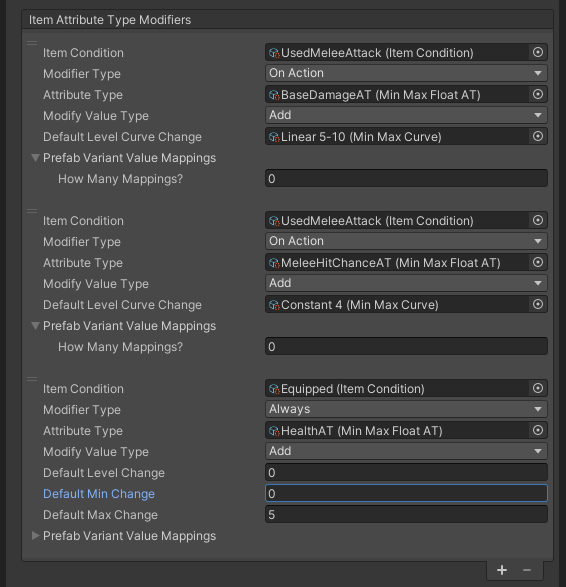 Item Attribute Type Modifiers
Item Condition UsedMeleeAttack (Item Condition)
Modifier Type On Action
Attribute Type BaseDamageAT (Min Max Float AT)
Modify Value Type Add
Default Level Curve Change Linear 5-10 (Min Max Curve)
Prefab Variant Value Mappings
How Many Mappings? 0
Item Condition UsedMeleeAttack (Item Condition)
Modifier Type On Action
Attribute Type MeleeHitChanceAT (Min Max Float AT)
Modify Value Type Add
Default Level Curve Change Constant 4 (Min Max Curve)
Prefab Variant Value Mappings
How Many Mappings? 0
Item Condition Equipped (Item Condition)
Modifier Type Always
Attribute Type HealthAT (Min Max Float AT)
Modify Value Type Add
Default Level Change 0
Default Min Change 0
Default Max Change 5
Prefab Variant Value Mappings